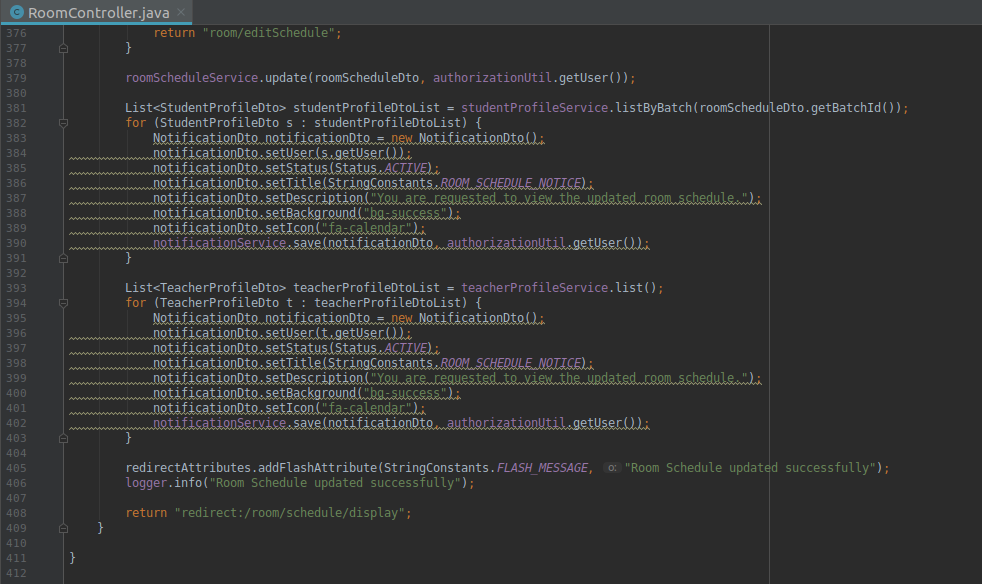 C RoomController.java ×
376 return "room/editSchedule";
377 }
378
379 roomScheduleService.update(roomScheduleDto, authorizationUtil.getUser());
380
381 List<StudentProfileDto> studentProfileDtoList = studentProfileService.listByBatch(roomScheduleDto.getBatchId());
382 for (StudentProfileDto s : studentProfileDtoList) {
383 NotificationDto notificationDto = new NotificationDto();
384 notificationDto.setUser(s.getUser());
385 notificationDto.setStatus(Status.ACTIVE);
386 notificationDto.setTitle(StringConstants.ROOM_SCHEDULE_NOTICE);
387 notificationDto.setDescription("You are requested to view the updated room schedule.");
388 notificationDto.setBackground("bg-success");
389 notificationDto.setIcon("fa-calendar");
390 notificationService.save(notificationDto, authorizationUtil.getUser());
391 }
392
393 List<TeacherProfileDto> teacherProfileDtoList = teacherProfileService.list();
394 for (TeacherProfileDto t : teacherProfileDtoList) {
395 NotificationDto notificationDto = new NotificationDto();
396 notificationDto.setUser(t.getUser());
397 notificationDto.setStatus(Status.ACTIVE);
398 notificationDto.setTitle(StringConstants.ROOM_SCHEDULE_NOTICE);
399 notificationDto.setDescription("You are requested to view the updated room schedule.");
400 notificationDto.setBackground("bg-success");
401 notificationDto.setIcon("fa-calendar");
402 notificationService.save(notificationDto, authorizationUtil.getUser());
403 }
404
405 redirectAttributes.addFlashAttribute(StringConstants.FLASH_MESSAGE, o: "Room Schedule updated successfully");
406 logger.info("Room Schedule updated successfully");
407
408 return "redirect:/room/schedule/display";
409 }
410
411 }
412